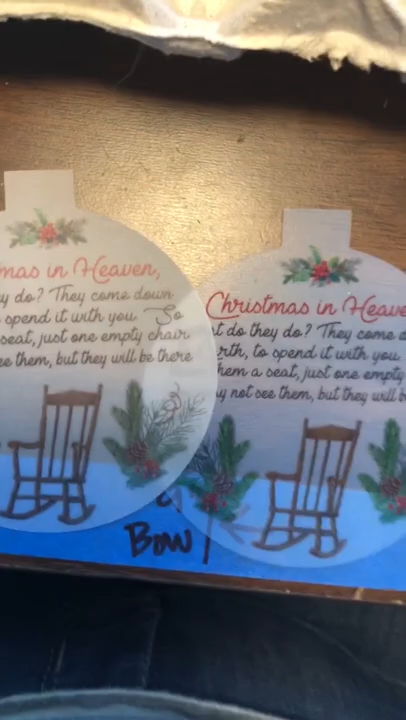 mas in Heaven,
y do? They come down
spend it with you So
seat, just one empty chair
ee them, but they will be there
Christmas in Heave
t do they do? They come d
rth, to spend it with you
hem a seat, just one empty
y not see them, but they will b
Bow